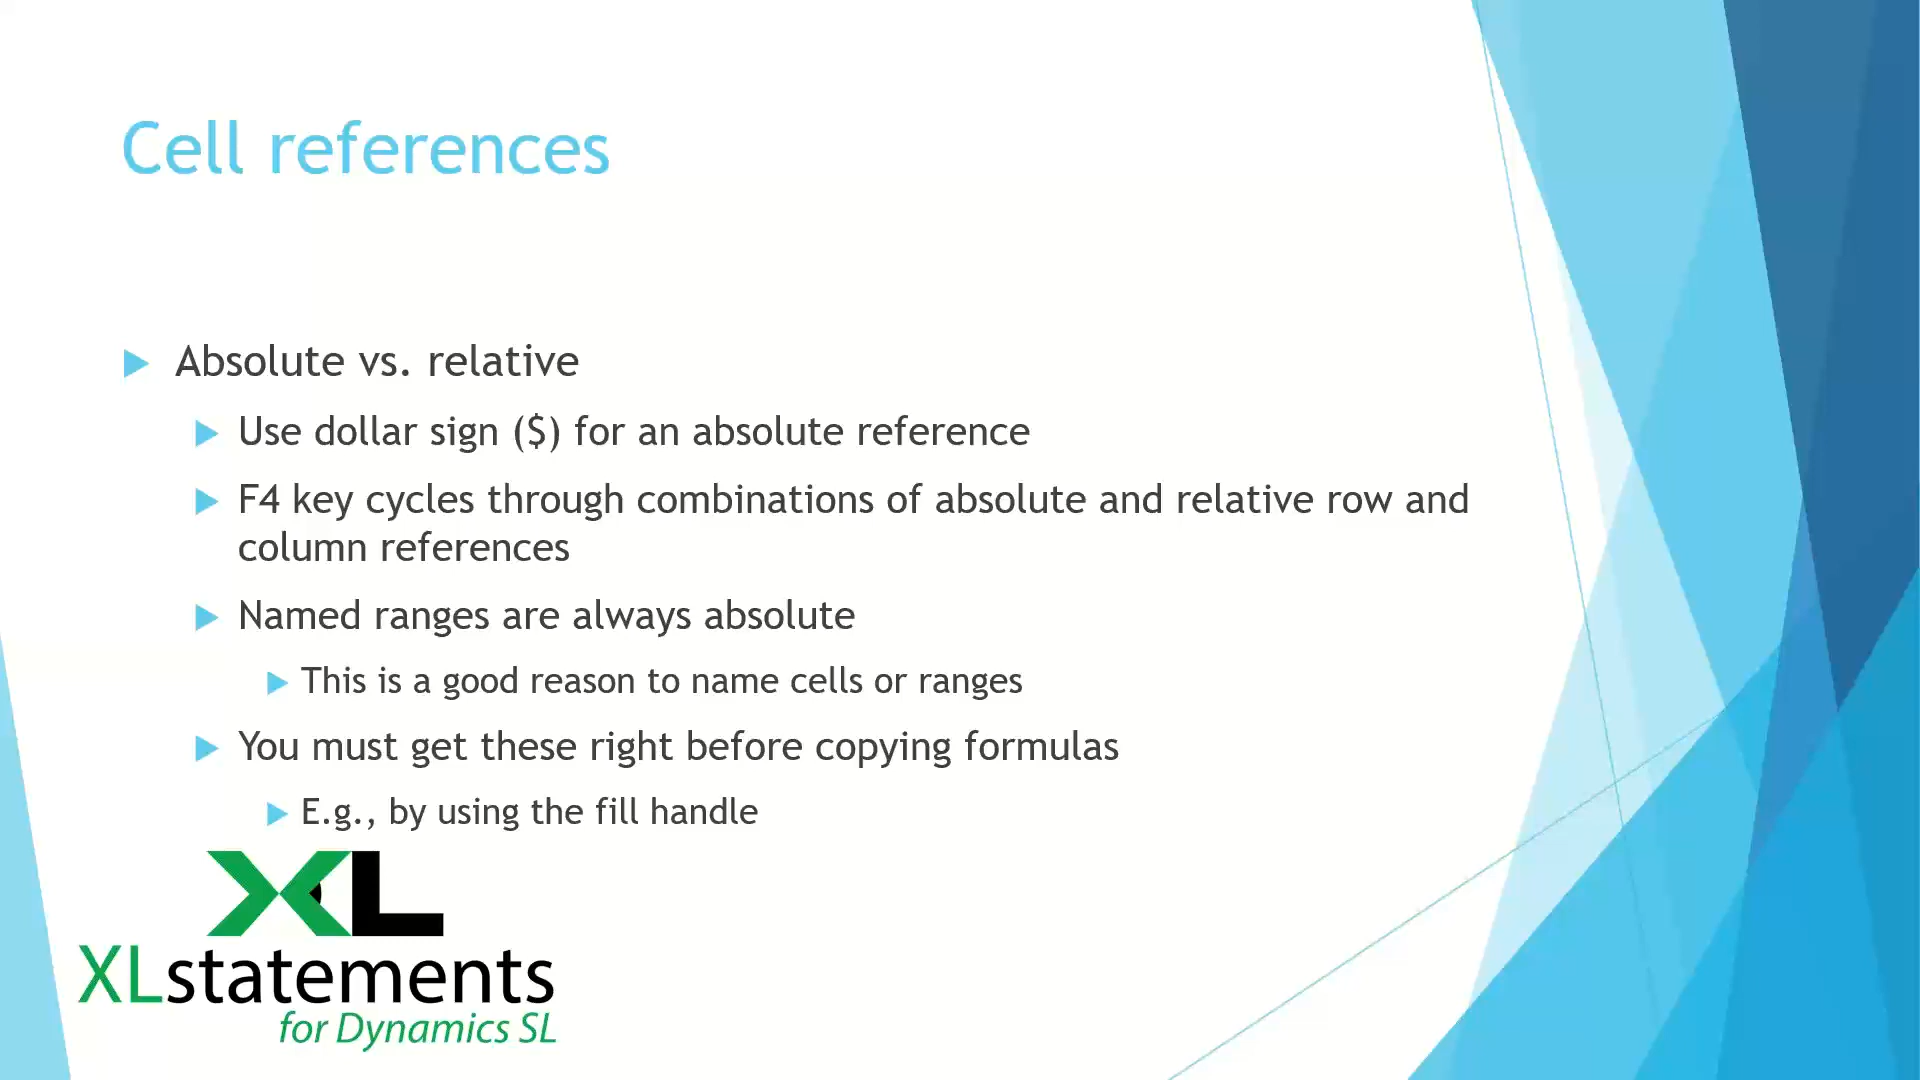 Cell references
Absolute vs. relative
Use dollar sign ($) for an absolute reference
F4 key cycles through combinations of absolute and relative row and
column references
Named ranges are always absolute
This is a good reason to name cells or ranges
You must get these right before copying formulas
E.g., by using the fill handle
XL
XLstatements
for Dynamics SL